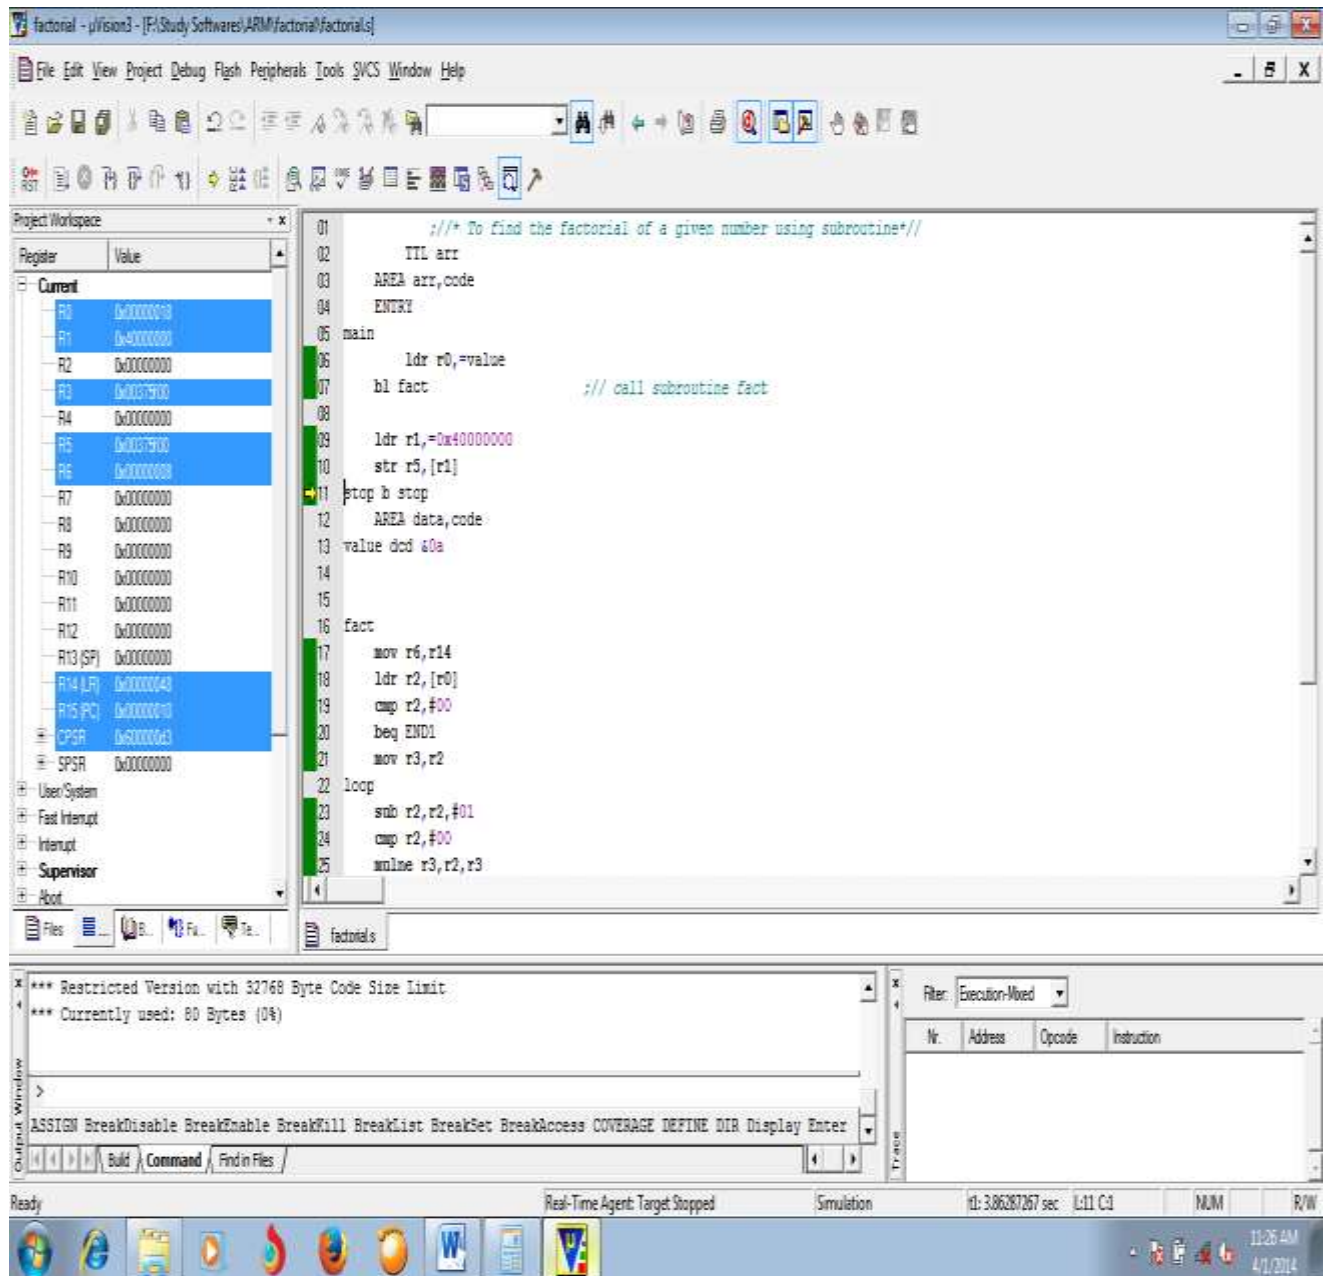 factorial - µVision3 - [F:\Study Softwares\ARM\factorial\factorial.s]
File Edit View Project Debug Flash Peripherals Tools SVCS Window Help
Project Workspace
Register Value
Current
R0 0x00000018
R1 0x40000000
R2 0x00000000
R3 0x00375f00
R4 0x00000000
R5 0x00375f00
R6 0x00000008
R7 0x00000000
R8 0x00000000
R9 0x00000000
R10 0x00000000
R11 0x00000000
R12 0x00000000
R13 (SP) 0x00000000
R14 (LR) 0x00000048
R15 (PC) 0x00000010
CPSR 0x600000d3
SPSR 0x00000000
User/System
Fast Interrupt
Interrupt
Supervisor
Abort
Files ... B... Fu... Te...
01 ;//* To find the factorial of a given number using subroutine*//
02 TTL arr
03 AREA arr,code
04 ENTRY
05 main
06 ldr r0,=value
07 bl fact ;// call subroutine fact
08
09 ldr r1,=0x40000000
10 str r5,[r1]
11 stop b stop
12 AREA data,code
13 value dcd &0a
14
15
16 fact
17 mov r6,r14
18 ldr r2,[r0]
19 cmp r2,#00
20 beq END1
21 mov r3,r2
22 loop
23 sub r2,r2,#01
24 cmp r2,#00
25 mulne r3,r2,r3
factorial.s
*** Restricted Version with 32768 Byte Code Size Limit
*** Currently used: 80 Bytes (0%)
>
ASSIGN BreakDisable BreakEnable BreakKill BreakList BreakSet BreakAccess COVERAGE DEFINE DIR Display Enter
Build Command Find in Files
Output Window
Filter: Execution-Mixed
Nr. Address Opcode Instruction
Trace
Ready Real-Time Agent: Target Stopped Simulation t1: 3.86287267 sec L:11 C:1 NUM R/W
11:26 AM
4/1/2014